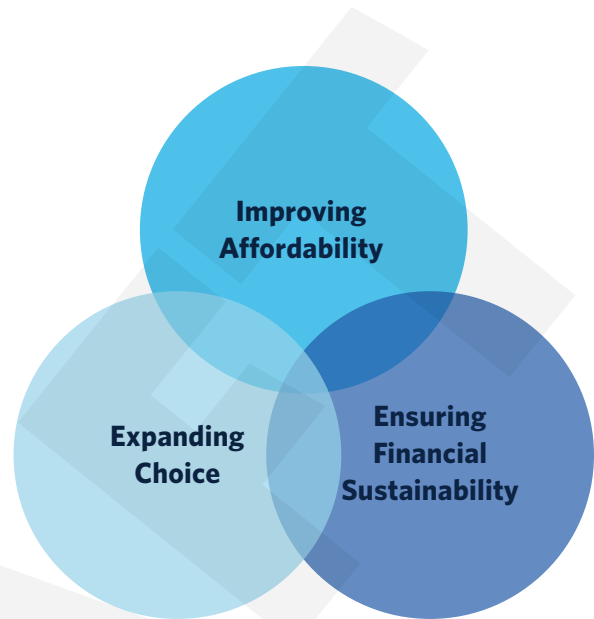 Improving
Affordability
Expanding
Choice
Ensuring
Financial
Sustainability